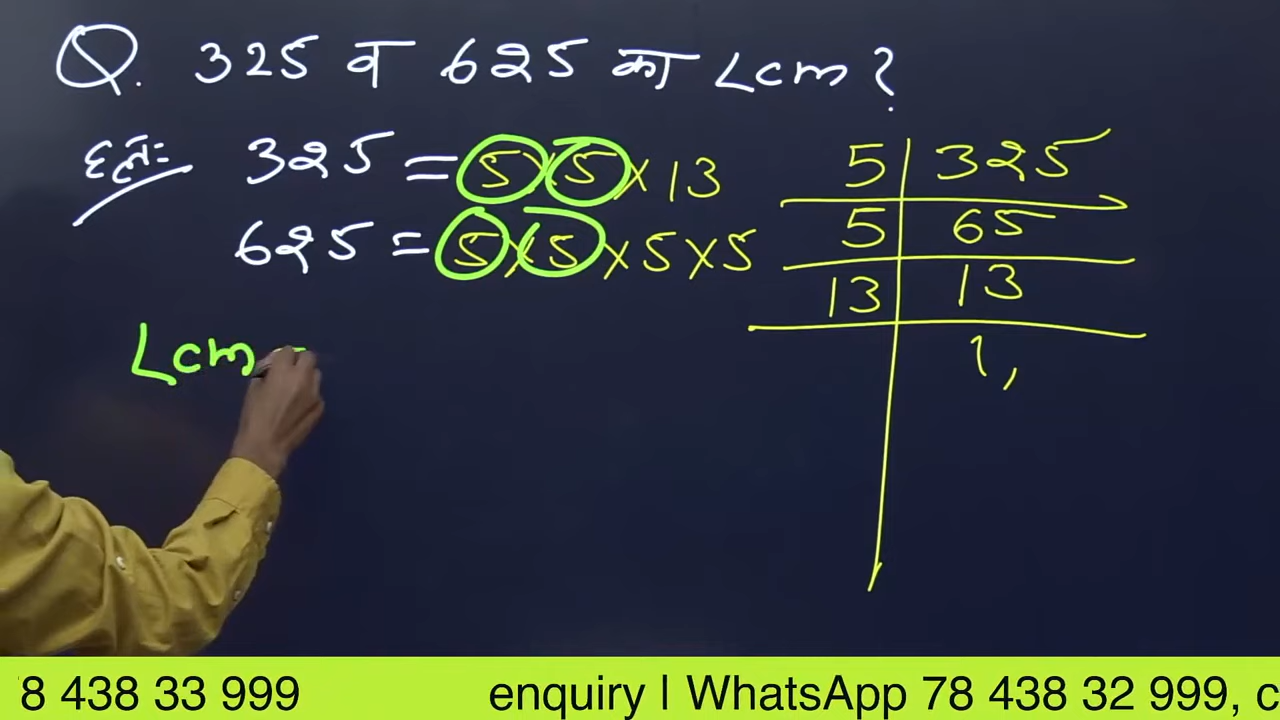 Q. 325 व 625 का Lcm?
हल:
325 = 5 × 5 × 13
625 = 5 × 5 × 5 × 5
Lcm =
5 | 325
5 | 65
13 | 13
1,
8 438 33 999 enquiry | WhatsApp 78 438 32 999, c